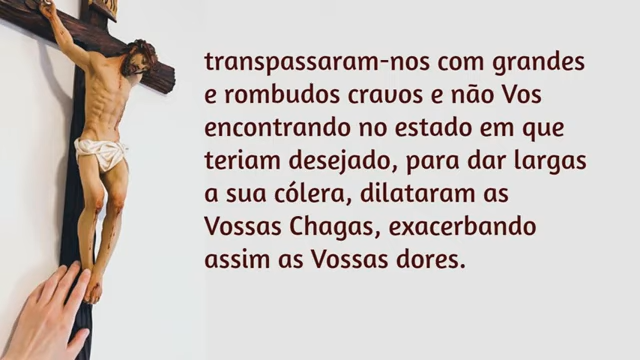 transpassaram-nos com grandes
e rombudos cravos e não Vos
encontrando no estado em que
teriam desejado, para dar largas
a sua cólera, dilataram as
Vossas Chagas, exacerbando
assim as Vossas dores.